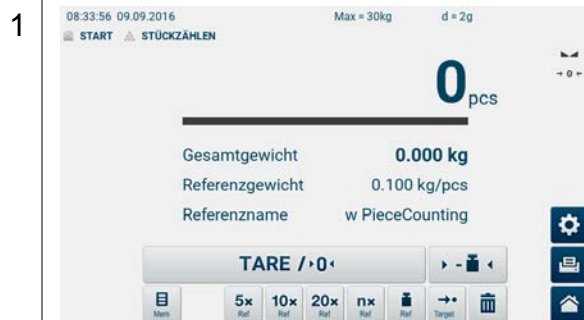 1
08:33:56 09.09.2016 Max = 30kg d = 2g
START STÜCKZÄHLEN
→ 0 ←
0 pcs
Gesamtgewicht 0.000 kg
Referenzgewicht 0.100 kg/pcs
Referenzname w PieceCounting
TARE / 0
Mem 5x Ref 10x Ref 20x Ref nx Ref Ref Target